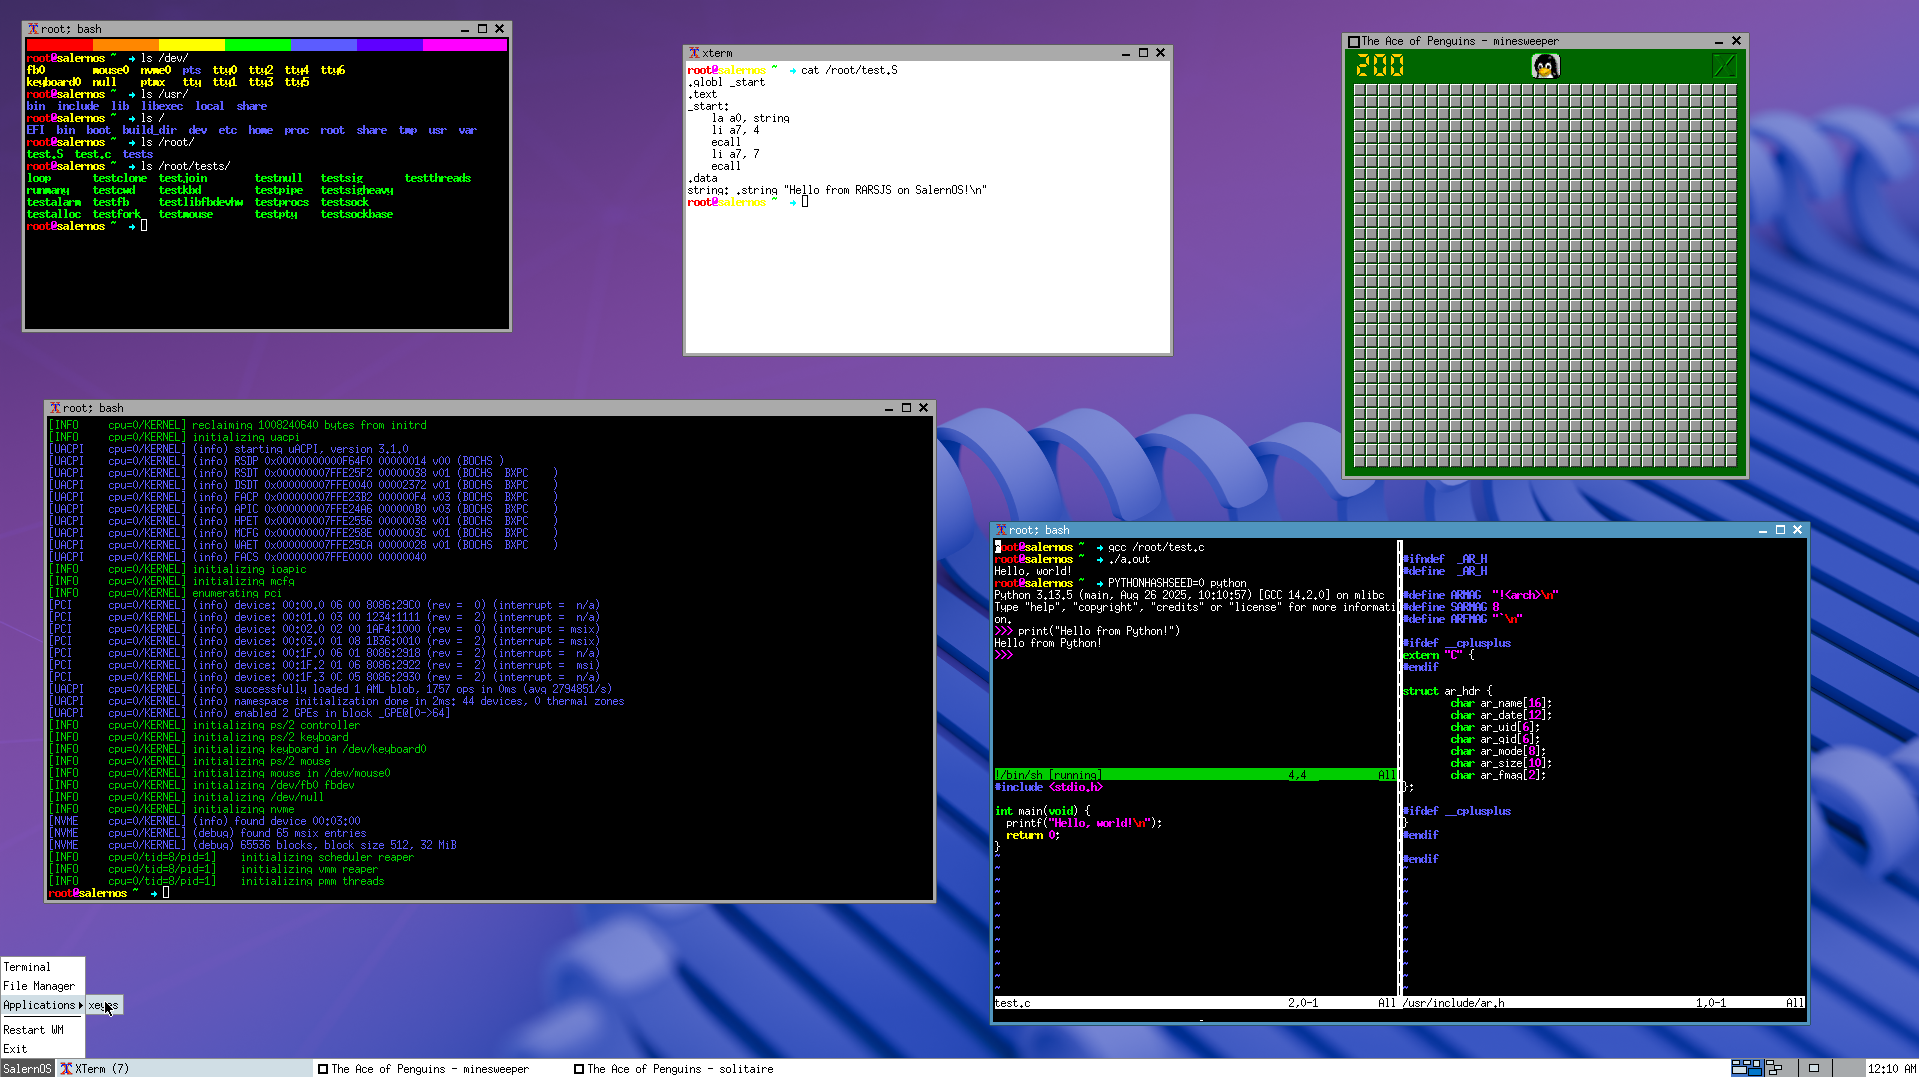 root; bash
root@salernos ~ → ls /dev/
fb0 mouse0 nvme0 pts tty0 tty2 tty4 tty6
keyboard0 null ptmx tty tty1 tty3 tty5
root@salernos ~ → ls /usr/
bin include lib libexec local share
root@salernos ~ → ls /
EFI bin boot build_dir dev etc home proc root share tmp usr var
root@salernos ~ → ls /root/
test.S test.c tests
root@salernos ~ → ls /root/tests/
loop testclone testjoin testnull testsig testthreads
runmany testcwd testkbd testpipe testsigheavy
testalarm testfb testlibfbdevhw testprocs testsock
testalloc testfork testmouse testpty testsockbase
root@salernos ~ →
xterm
root@salernos ~ → cat /root/test.S
.globl _start
.text
_start:
la a0, string
li a7, 4
ecall
li a7, 7
ecall
.data
string: .string "Hello from RARSJS on SalernOS!\n"
root@salernos ~ →
The Ace of Penguins - minesweeper
200
root; bash
[INFO cpu=0/KERNEL] reclaiming 1008240640 bytes from initrd
[INFO cpu=0/KERNEL] initializing uacpi
[UACPI cpu=0/KERNEL] (info) starting uACPI, version 3.1.0
[UACPI cpu=0/KERNEL] (info) RSDP 0x00000000000F64F0 00000014 v00 (BOCHS )
[UACPI cpu=0/KERNEL] (info) RSDT 0x000000007FFE25F2 00000038 v01 (BOCHS BXPC )
[UACPI cpu=0/KERNEL] (info) DSDT 0x000000007FFE0040 00002372 v01 (BOCHS BXPC )
[UACPI cpu=0/KERNEL] (info) FACP 0x000000007FFE23B2 000000F4 v03 (BOCHS BXPC )
[UACPI cpu=0/KERNEL] (info) APIC 0x000000007FFE24A6 000000B0 v03 (BOCHS BXPC )
[UACPI cpu=0/KERNEL] (info) HPET 0x000000007FFE2556 00000038 v01 (BOCHS BXPC )
[UACPI cpu=0/KERNEL] (info) MCFG 0x000000007FFE258E 0000003C v01 (BOCHS BXPC )
[UACPI cpu=0/KERNEL] (info) WAET 0x000000007FFE25CA 00000028 v01 (BOCHS BXPC )
[UACPI cpu=0/KERNEL] (info) FACS 0x000000007FFE0000 00000040
[INFO cpu=0/KERNEL] initializing ioapic
[INFO cpu=0/KERNEL] initializing mcfg
[INFO cpu=0/KERNEL] enumerating pci
[PCI cpu=0/KERNEL] (info) device: 00:00.0 06 00 8086:29C0 (rev = 0) (interrupt = n/a)
[PCI cpu=0/KERNEL] (info) device: 00:01.0 03 00 1234:1111 (rev = 2) (interrupt = n/a)
[PCI cpu=0/KERNEL] (info) device: 00:02.0 02 00 1AF4:1000 (rev = 0) (interrupt = msix)
[PCI cpu=0/KERNEL] (info) device: 00:03.0 01 08 1B36:0010 (rev = 2) (interrupt = msix)
[PCI cpu=0/KERNEL] (info) device: 00:1F.0 06 01 8086:2918 (rev = 2) (interrupt = n/a)
[PCI cpu=0/KERNEL] (info) device: 00:1F.2 01 06 8086:2922 (rev = 2) (interrupt = msi)
[PCI cpu=0/KERNEL] (info) device: 00:1F.3 0C 05 8086:2930 (rev = 2) (interrupt = n/a)
[UACPI cpu=0/KERNEL] (info) successfully loaded 1 AML blob, 1757 ops in 0ms (avg 2794851/s)
[UACPI cpu=0/KERNEL] (info) namespace initialization done in 2ms: 44 devices, 0 thermal zones
[UACPI cpu=0/KERNEL] (info) enabled 2 GPEs in block _GPE@[0->64]
[INFO cpu=0/KERNEL] initializing ps/2 controller
[INFO cpu=0/KERNEL] initializing ps/2 keyboard
[INFO cpu=0/KERNEL] initializing keyboard in /dev/keyboard0
[INFO cpu=0/KERNEL] initializing ps/2 mouse
[INFO cpu=0/KERNEL] initializing mouse in /dev/mouse0
[INFO cpu=0/KERNEL] initializing /dev/fb0 fbdev
[INFO cpu=0/KERNEL] initializing /dev/null
[INFO cpu=0/KERNEL] initializing nvme
[NVME cpu=0/KERNEL] (info) found device 00:03:00
[NVME cpu=0/KERNEL] (debug) found 65 msix entries
[NVME cpu=0/KERNEL] (debug) 65536 blocks, block size 512, 32 MiB
[INFO cpu=0/tid=8/pid=1] initializing scheduler reaper
[INFO cpu=0/tid=8/pid=1] initializing vmm reaper
[INFO cpu=0/tid=8/pid=1] initializing pmm threads
root@salernos ~ →
root; bash
root@salernos ~ → gcc /root/test.c
root@salernos ~ → ./a.out
Hello, world!
root@salernos ~ → PYTHONHASHSEED=0 python
Python 3.13.5 (main, Aug 26 2025, 10:10:57) [GCC 14.2.0] on mlibc
Type "help", "copyright", "credits" or "license" for more informati
on.
>>> print("Hello from Python!")
Hello from Python!
>>>
!/bin/sh [running] 4,4 All
#include <stdio.h>
int main(void) {
printf("Hello, world!\n");
return 0;
}
~
~
~
~
~
~
~
~
~
~
~
~
test.c 2,0-1 All
#ifndef _AR_H
#define _AR_H
#define ARMAG "!<arch>\n"
#define SARMAG 8
#define ARFMAG "`\n"
#ifdef __cplusplus
extern "C" {
#endif
struct ar_hdr {
char ar_name[16];
char ar_date[12];
char ar_uid[6];
char ar_gid[6];
char ar_mode[8];
char ar_size[10];
char ar_fmag[2];
};
#ifdef __cplusplus
}
#endif
#endif
~
~
~
~
~
~
~
~
~
~
~
/usr/include/ar.h 1,0-1 All
Terminal
File Manager
Applications
xeyes
Restart WM
Exit
SalernOS
XTerm (7)
The Ace of Penguins - minesweeper
The Ace of Penguins - solitaire
12:10 AM